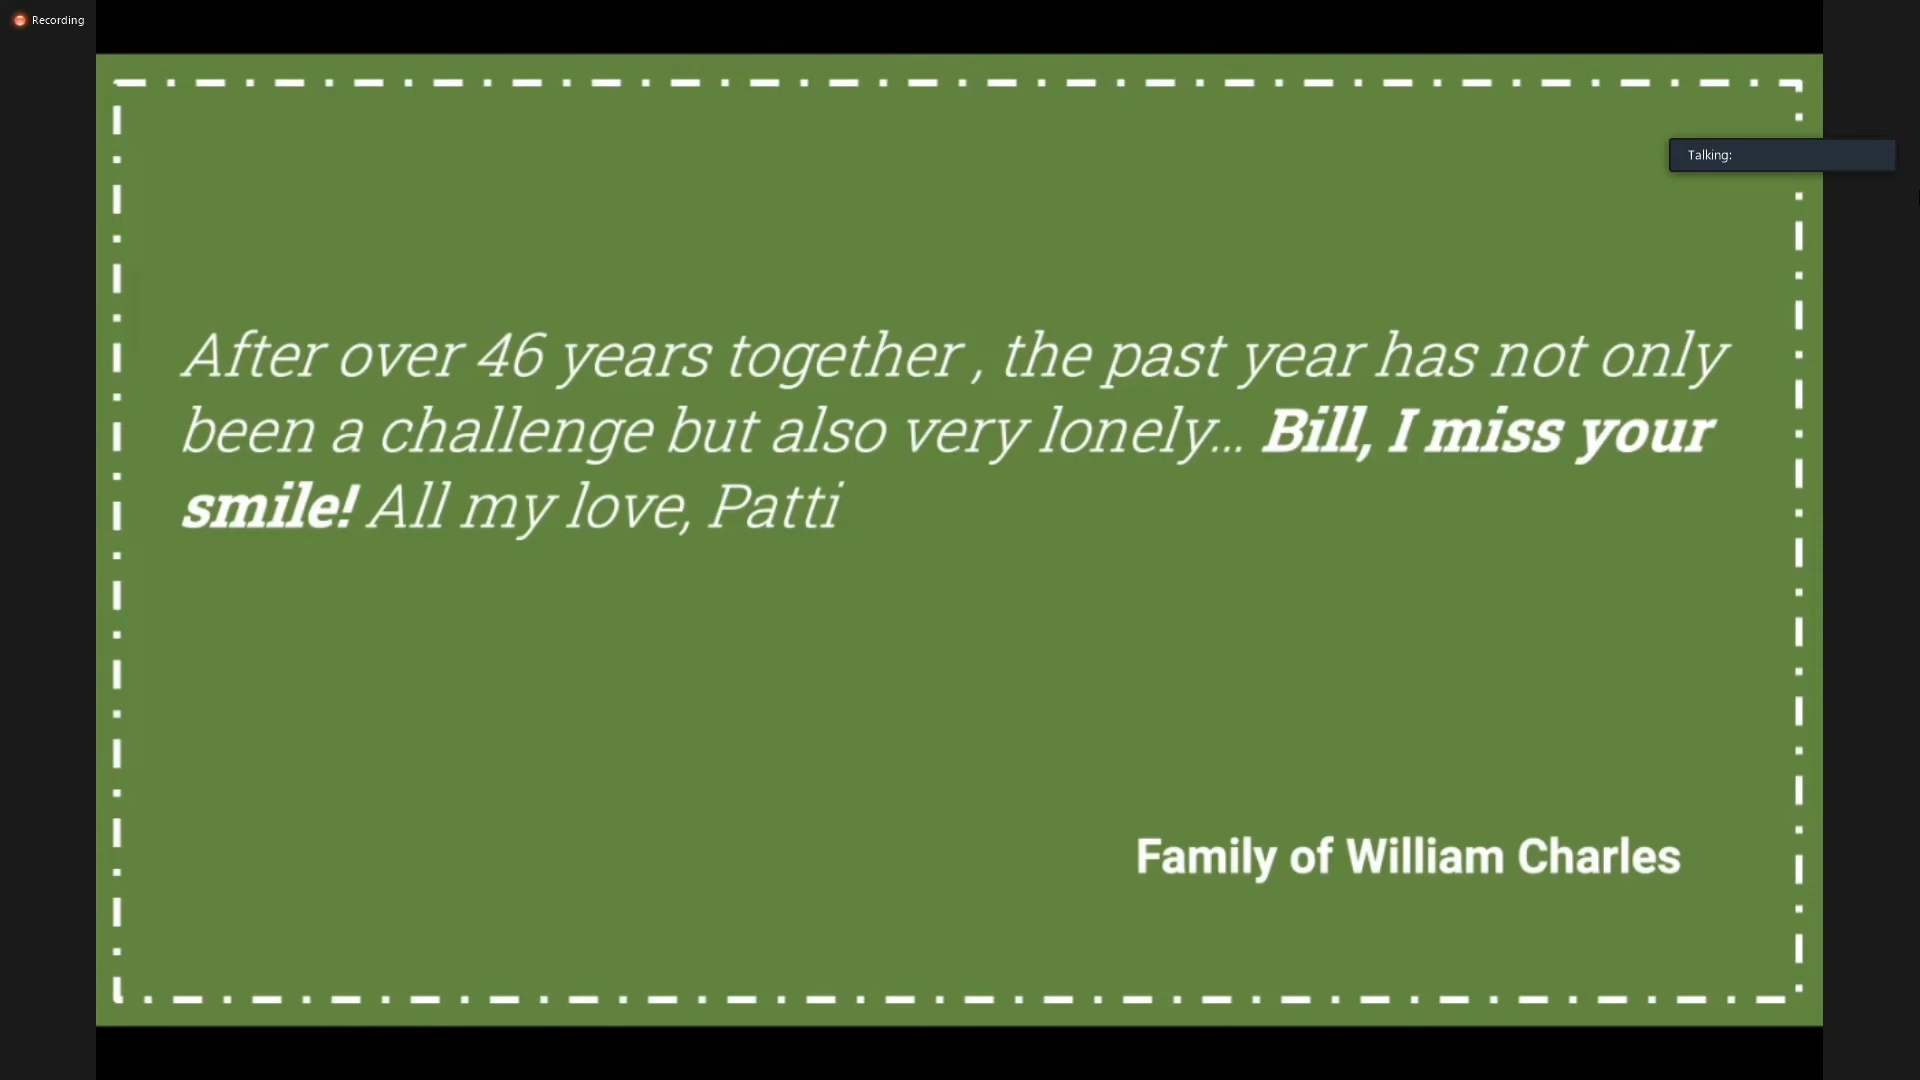 Recording
Talking:
After over 46 years together , the past year has not only
been a challenge but also very lonely... Bill, I miss your
smile! All my love, Patti
Family of William Charles